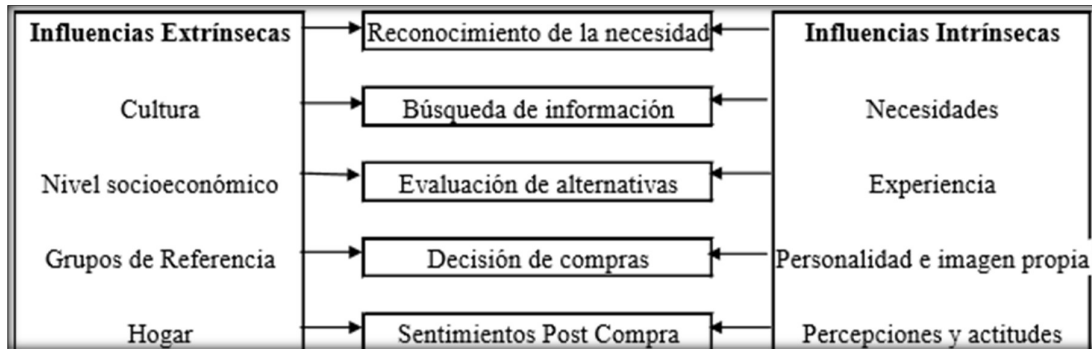 Influencias Extrínsecas
Cultura
Nivel socioeconómico
Grupos de Referencia
Hogar
Reconocimiento de la necesidad
Búsqueda de información
Evaluación de alternativas
Decisión de compras
Sentimientos Post Compra
Influencias Intrínsecas
Necesidades
Experiencia
Personalidad e imagen propia
Percepciones y actitudes